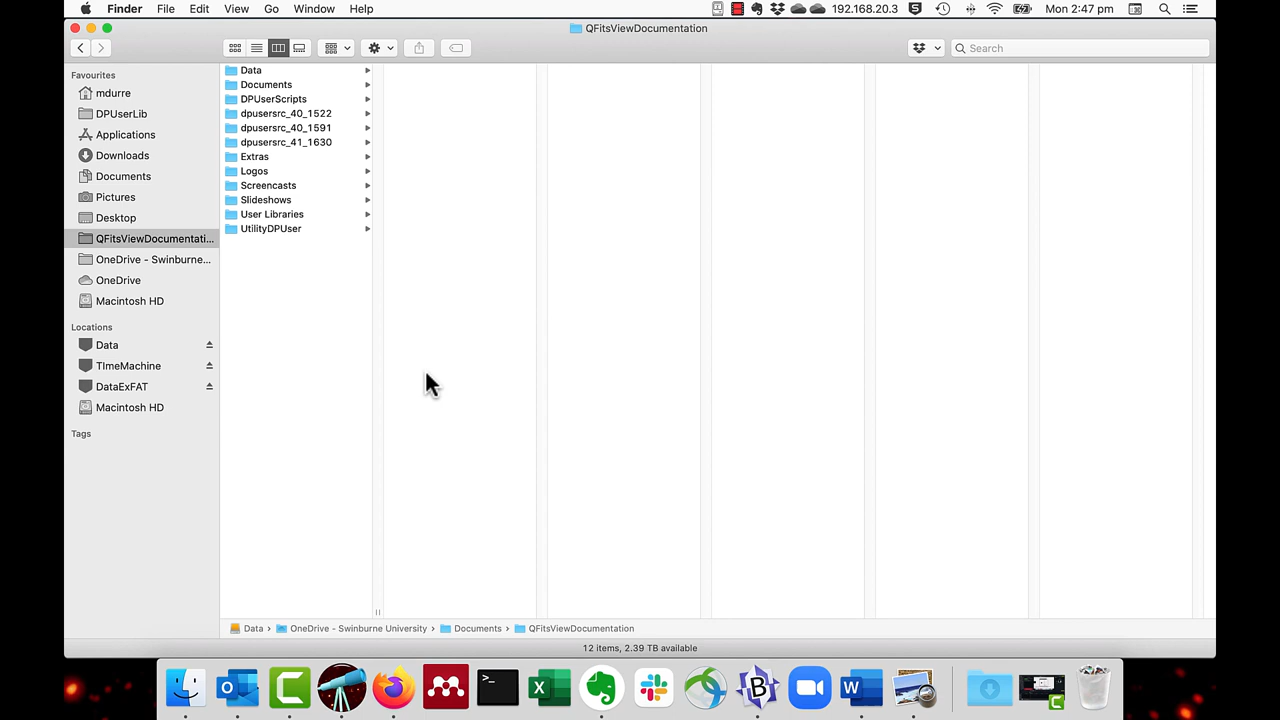 Finder File Edit View Go Window Help 192.168.20.3 Mon 2:47 pm
QFitsViewDocumentation
Search
Favourites
mdurre
DPUserLib
Applications
Downloads
Documents
Pictures
Desktop
QFitsViewDocumentati...
OneDrive - Swinburne...
OneDrive
Macintosh HD
Locations
Data
TImeMachine
DataExFAT
Macintosh HD
Tags
Data
Documents
DPUserScripts
dpusersrc_40_1522
dpusersrc_40_1591
dpusersrc_41_1630
Extras
Logos
Screencasts
Slideshows
User Libraries
UtilityDPUser
Data › OneDrive - Swinburne University › Documents › QFitsViewDocumentation
12 items, 2.39 TB available